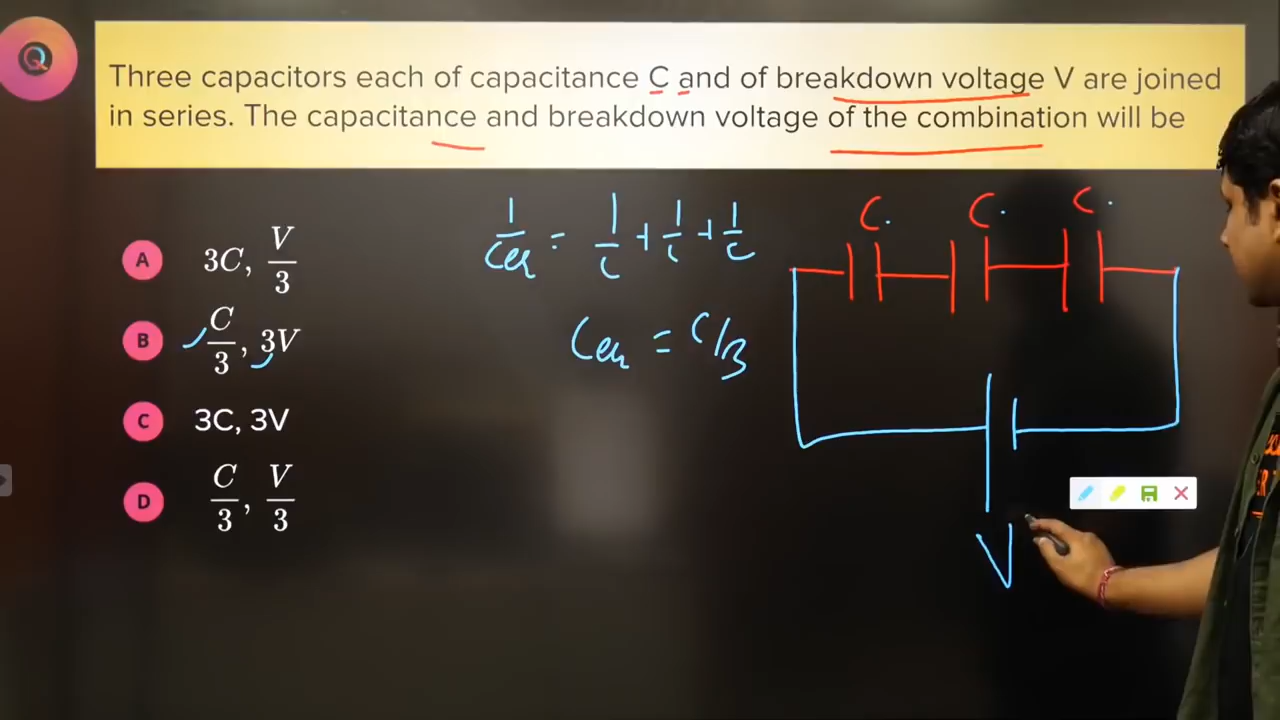 Q
Three capacitors each of capacitance C and of breakdown voltage V are joined
in series. The capacitance and breakdown voltage of the combination will be
A 3C, V/3
B C/3, 3V
C 3C, 3V
D C/3, V/3
1/Ceq = 1/C + 1/C + 1/C
Ceq = C/3
C C C
V